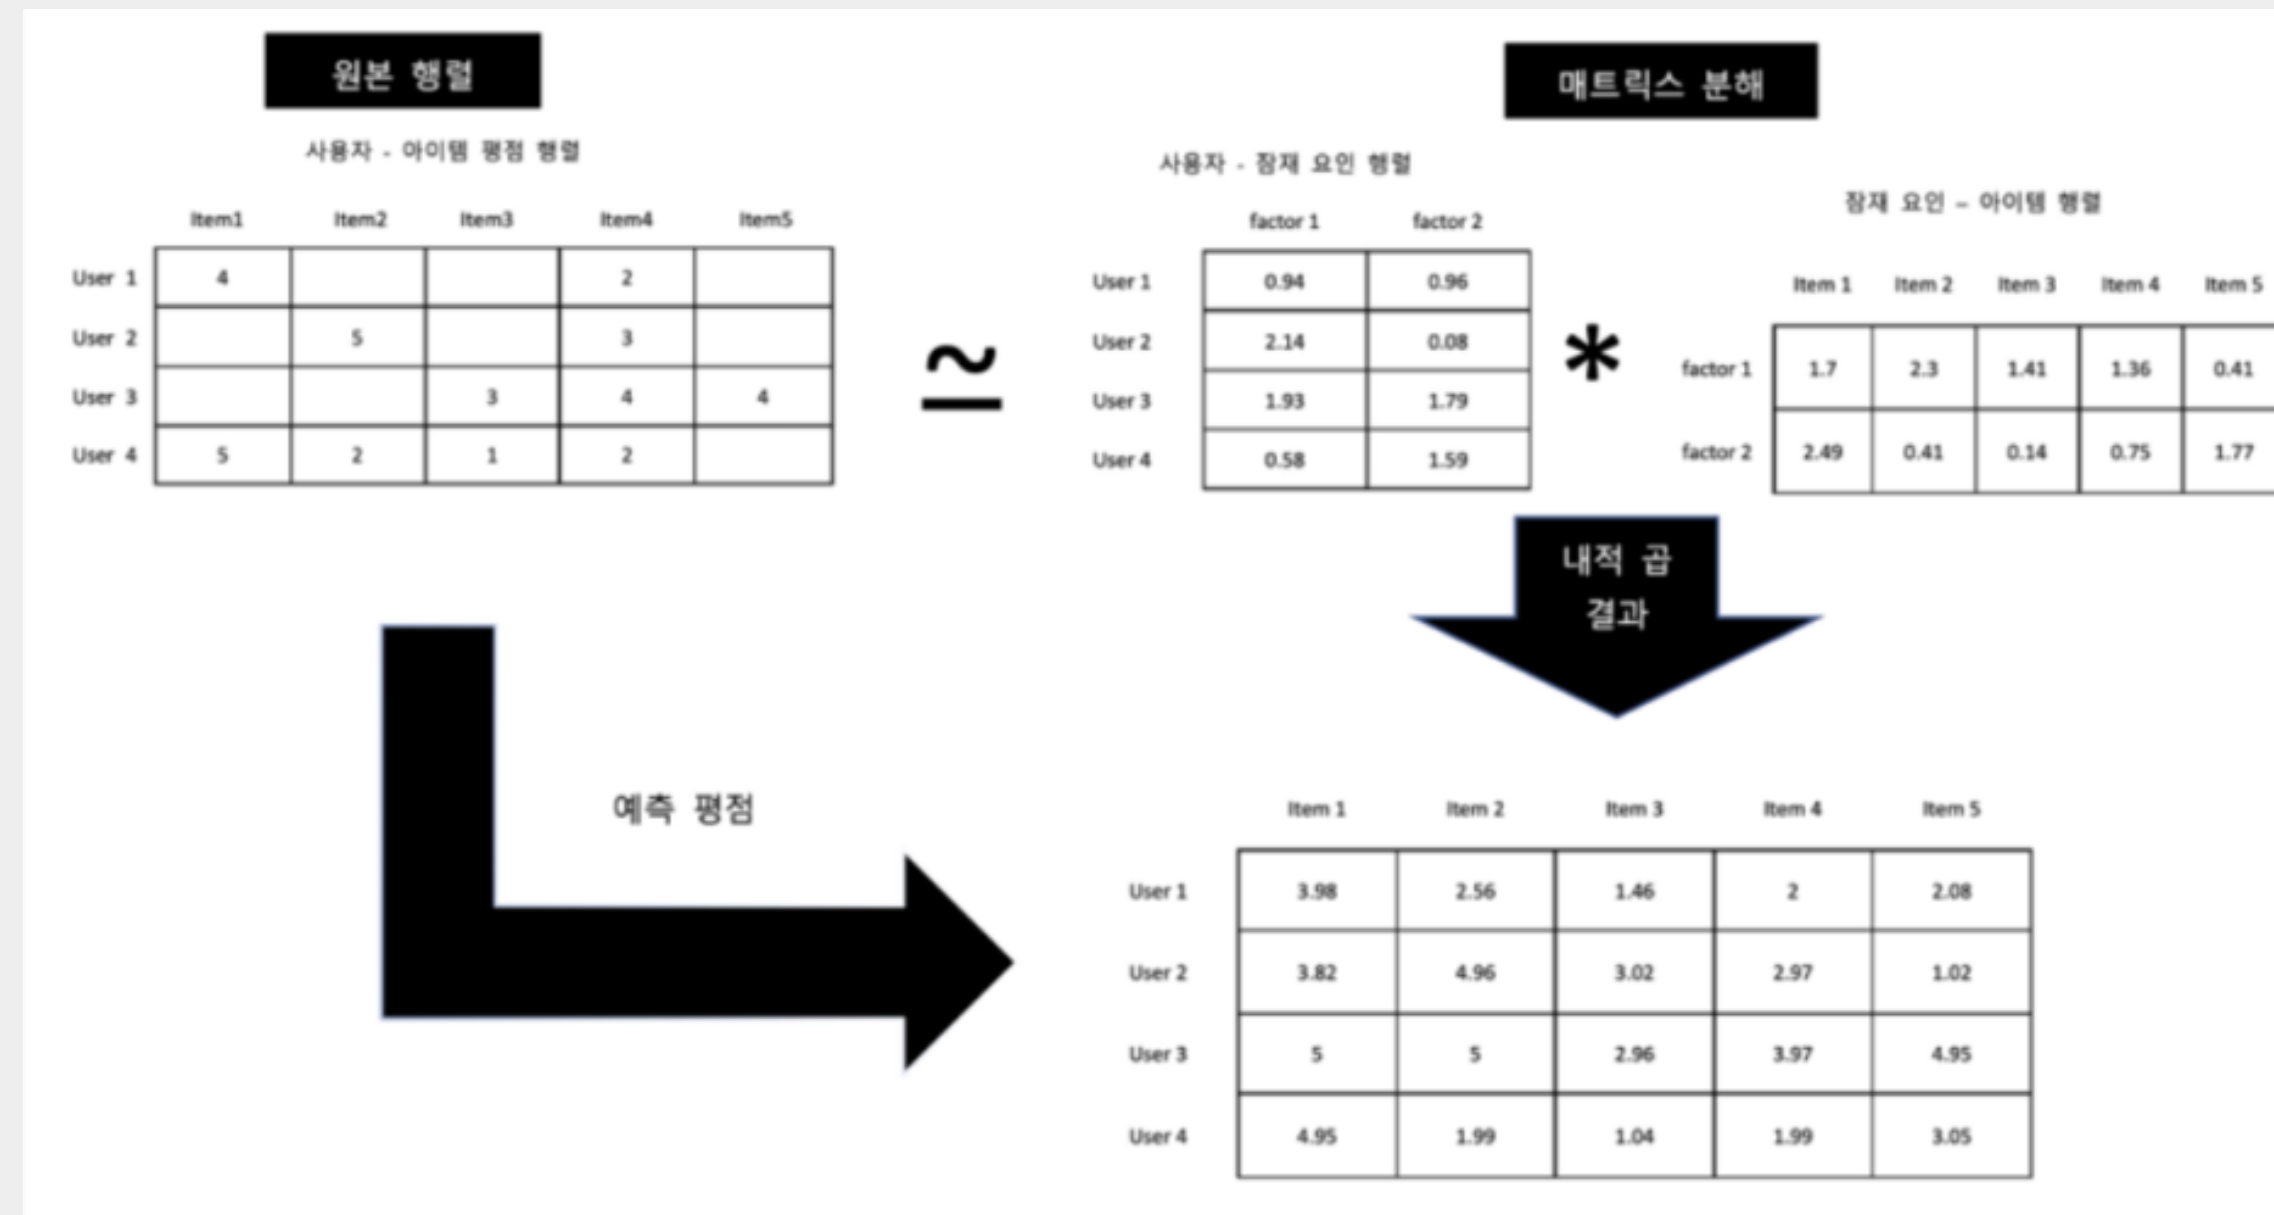 원본 행렬
사용자 - 아이템 평점 행렬
Item1 Item2 Item3 Item4 Item5
User 1 4 2
User 2 5 3
User 3 3 4 4
User 4 5 2 1 2
≃
매트릭스 분해
사용자 - 잠재 요인 행렬
factor 1 factor 2
User 1 0.94 0.96
User 2 2.14 0.08
User 3 1.93 1.79
User 4 0.58 1.59
*
잠재 요인 – 아이템 행렬
Item 1 Item 2 Item 3 Item 4 Item 5
factor 1 1.7 2.3 1.41 1.36 0.41
factor 2 2.49 0.41 0.14 0.75 1.77
내적 곱
결과
예측 평점
Item 1 Item 2 Item 3 Item 4 Item 5
User 1 3.98 2.56 1.46 2 2.08
User 2 3.82 4.96 3.02 2.97 1.02
User 3 5 5 2.96 3.97 4.95
User 4 4.95 1.99 1.04 1.99 3.05